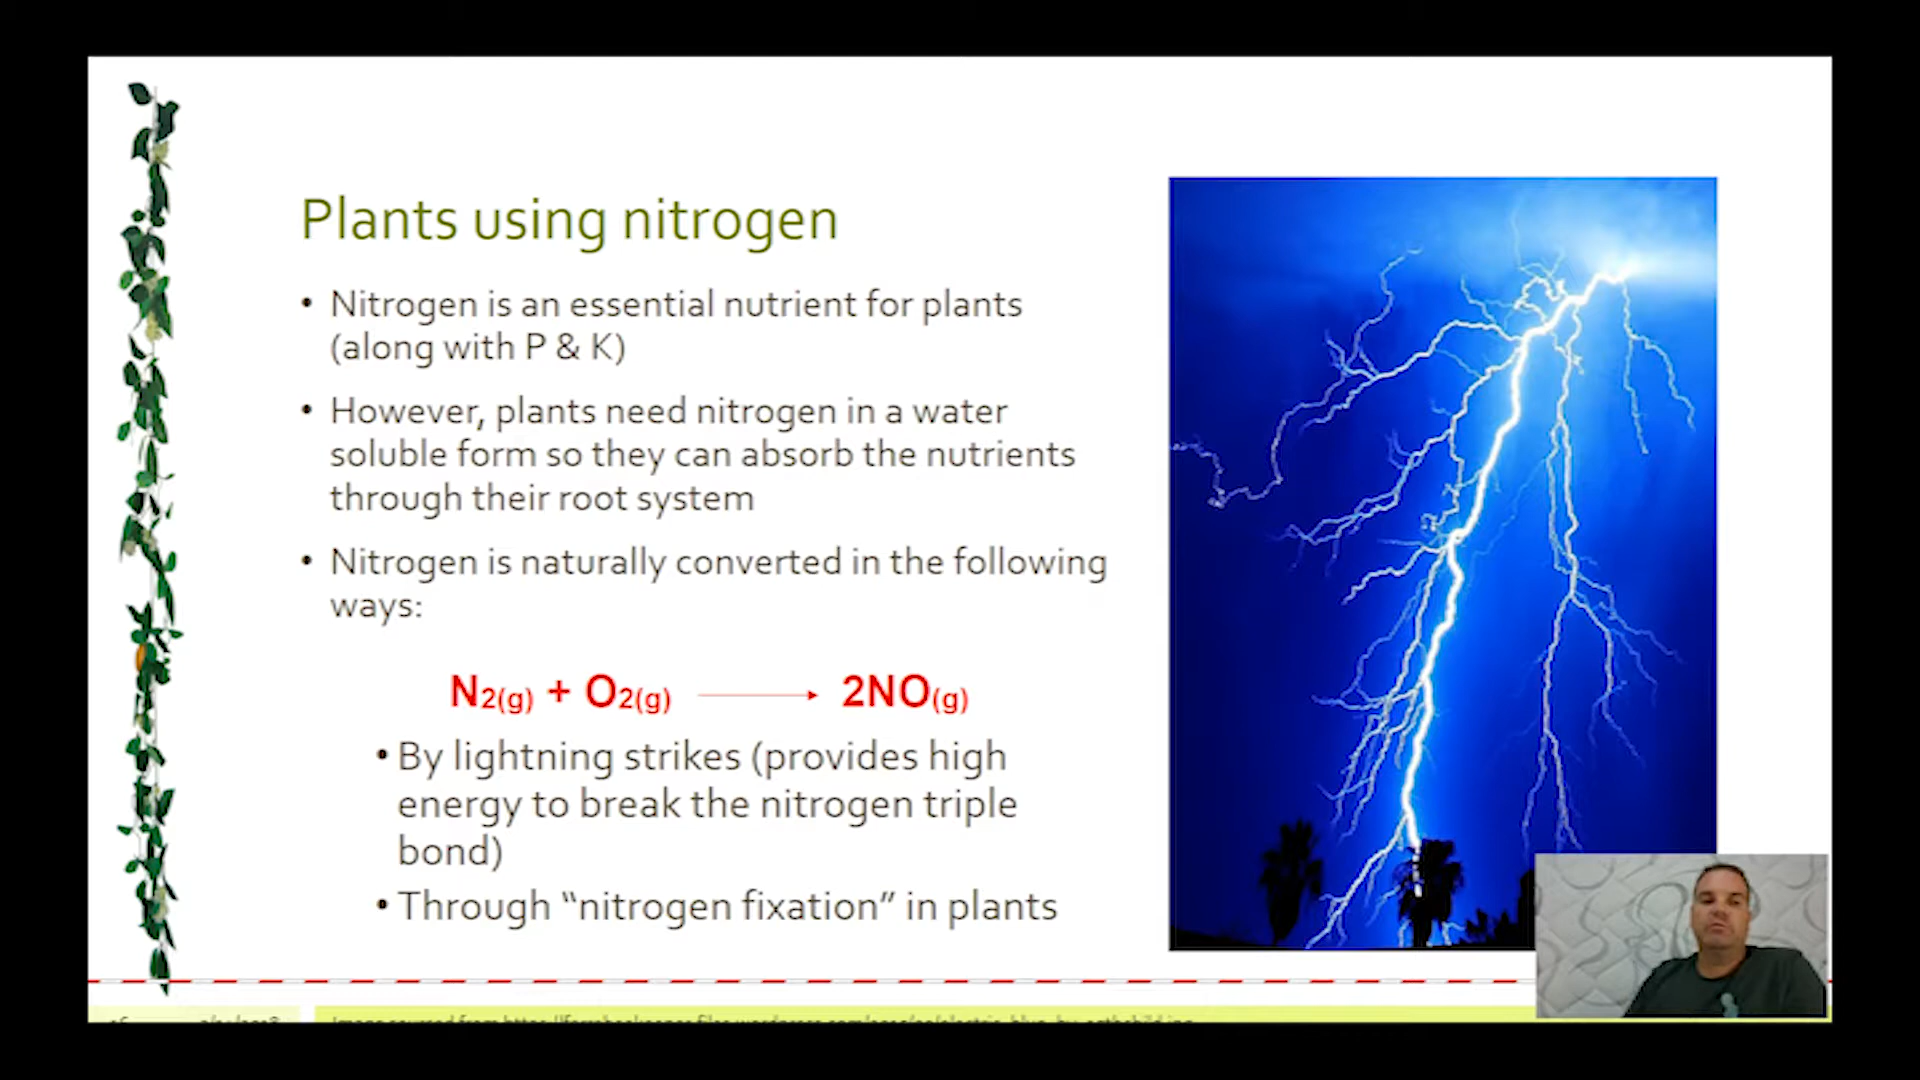 Plants using nitrogen
• Nitrogen is an essential nutrient for plants
(along with P & K)
• However, plants need nitrogen in a water
soluble form so they can absorb the nutrients
through their root system
• Nitrogen is naturally converted in the following
ways:
N2(g) + O2(g) → 2NO(g)
• By lightning strikes (provides high
energy to break the nitrogen triple
bond)
• Through “nitrogen fixation” in plants
Image sourced from